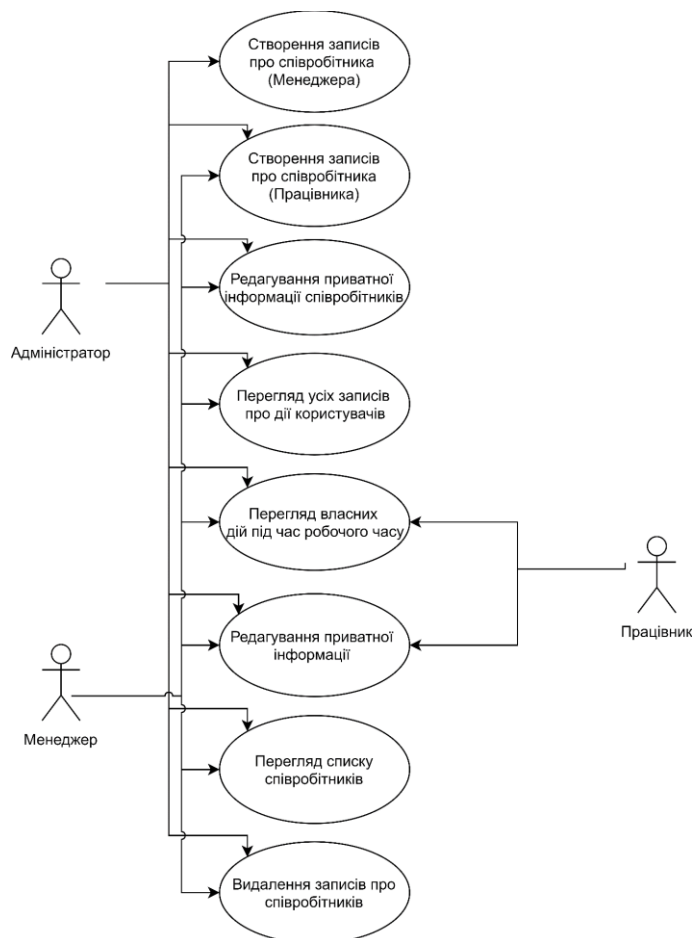 Створення записів
про співробітника
(Менеджера)
Створення записів
про співробітника
(Працівника)
Редагування приватної
інформації співробітників
Адміністратор
Перегляд усіх записів
про дії користувачів
Перегляд власних
дій під час робочого часу
Працівник
Редагування приватної
інформації
Менеджер
Перегляд списку
співробітників
Видалення записів про
співробітників